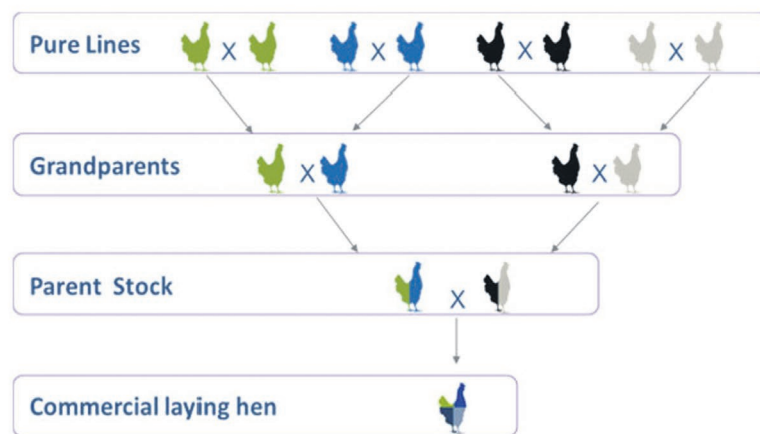 Pure Lines X X X X
Grandparents X X
Parent Stock X
Commercial laying hen